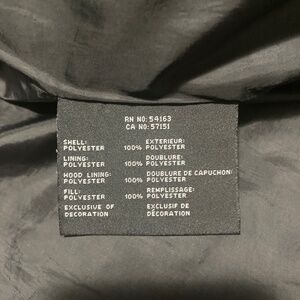 RN NO: 54163
CA NO: 57151
SHELL: EXTERIEUR:
POLYESTER 100% POLYESTER
LINING: DOUBLURE:
POLYESTER 100% POLYESTER
HOOD LINING: DOUBLURE DE CAPUCHON:
POLYESTER 100% POLYESTER
FILL: REMPLISSAGE:
POLYESTER 100% POLYESTER
EXCLUSIVE OF EXCLUSIF DE
DECORATION DÉCORATION